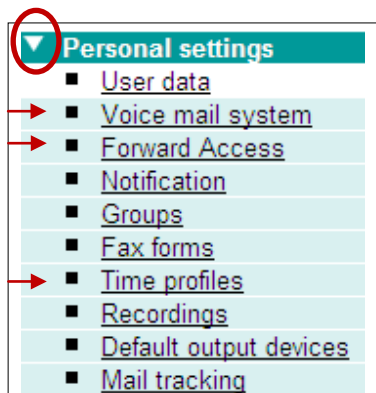 Personal settings
User data
Voice mail system
Forward Access
Notification
Groups
Fax forms
Time profiles
Recordings
Default output devices
Mail tracking